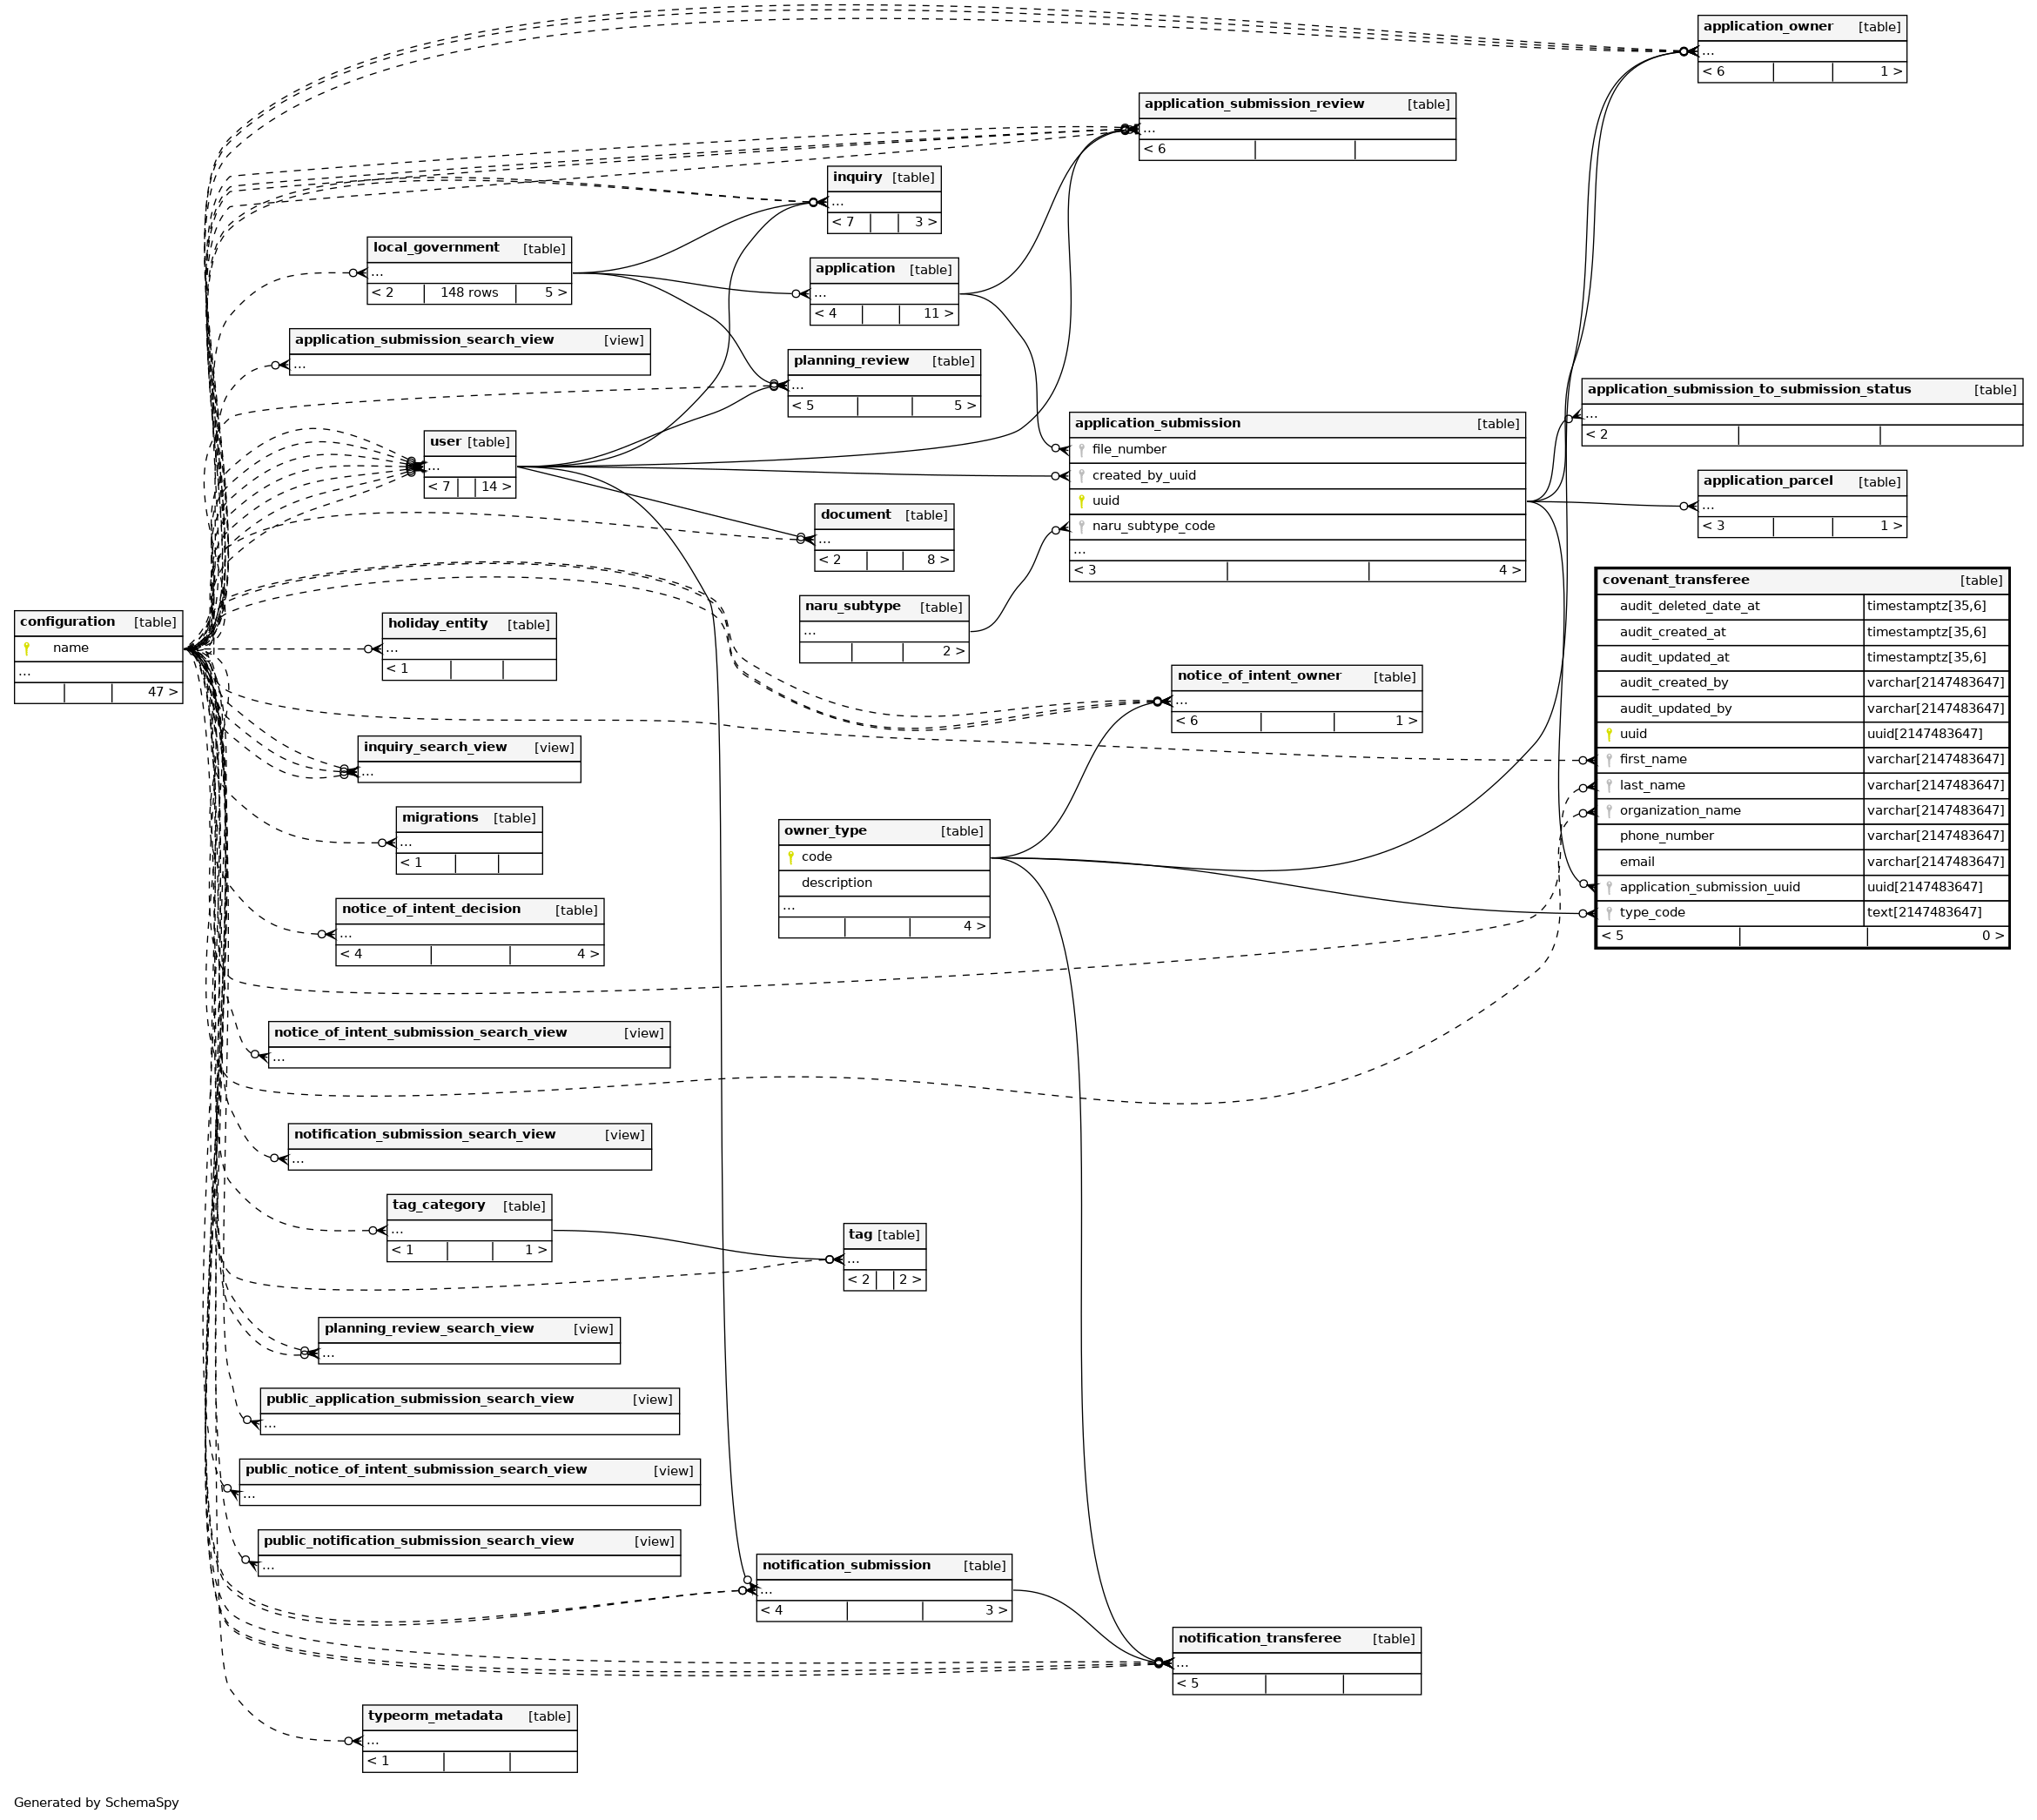 application_owner [table]
...
< 6 1 >
application_submission_review [table]
...
< 6
inquiry [table]
...
< 7 3 >
local_government [table]
...
< 2 148 rows 5 >
application [table]
...
< 4 11 >
application_submission_search_view [view]
...
planning_review [table]
...
< 5 5 >
application_submission_to_submission_status [table]
...
< 2
user [table]
...
< 7 14 >
application_submission [table]
file_number
created_by_uuid
uuid
naru_subtype_code
...
< 3 4 >
application_parcel [table]
...
< 3 1 >
document [table]
...
< 2 8 >
naru_subtype [table]
...
2 >
covenant_transferee [table]
audit_deleted_date_at timestamptz[35,6]
audit_created_at timestamptz[35,6]
audit_updated_at timestamptz[35,6]
audit_created_by varchar[2147483647]
audit_updated_by varchar[2147483647]
uuid uuid[2147483647]
first_name varchar[2147483647]
last_name varchar[2147483647]
organization_name varchar[2147483647]
phone_number varchar[2147483647]
email varchar[2147483647]
application_submission_uuid uuid[2147483647]
type_code text[2147483647]
< 5 0 >
configuration [table]
name
...
47 >
holiday_entity [table]
...
< 1
notice_of_intent_owner [table]
...
< 6 1 >
inquiry_search_view [view]
...
migrations [table]
...
< 1
owner_type [table]
code
description
...
4 >
notice_of_intent_decision [table]
...
< 4 4 >
notice_of_intent_submission_search_view [view]
...
notification_submission_search_view [view]
...
tag_category [table]
...
< 1 1 >
tag [table]
...
< 2 2 >
planning_review_search_view [view]
...
public_application_submission_search_view [view]
...
public_notice_of_intent_submission_search_view [view]
...
public_notification_submission_search_view [view]
...
notification_submission [table]
...
< 4 3 >
notification_transferee [table]
...
< 5
typeorm_metadata [table]
...
< 1
Generated by SchemaSpy